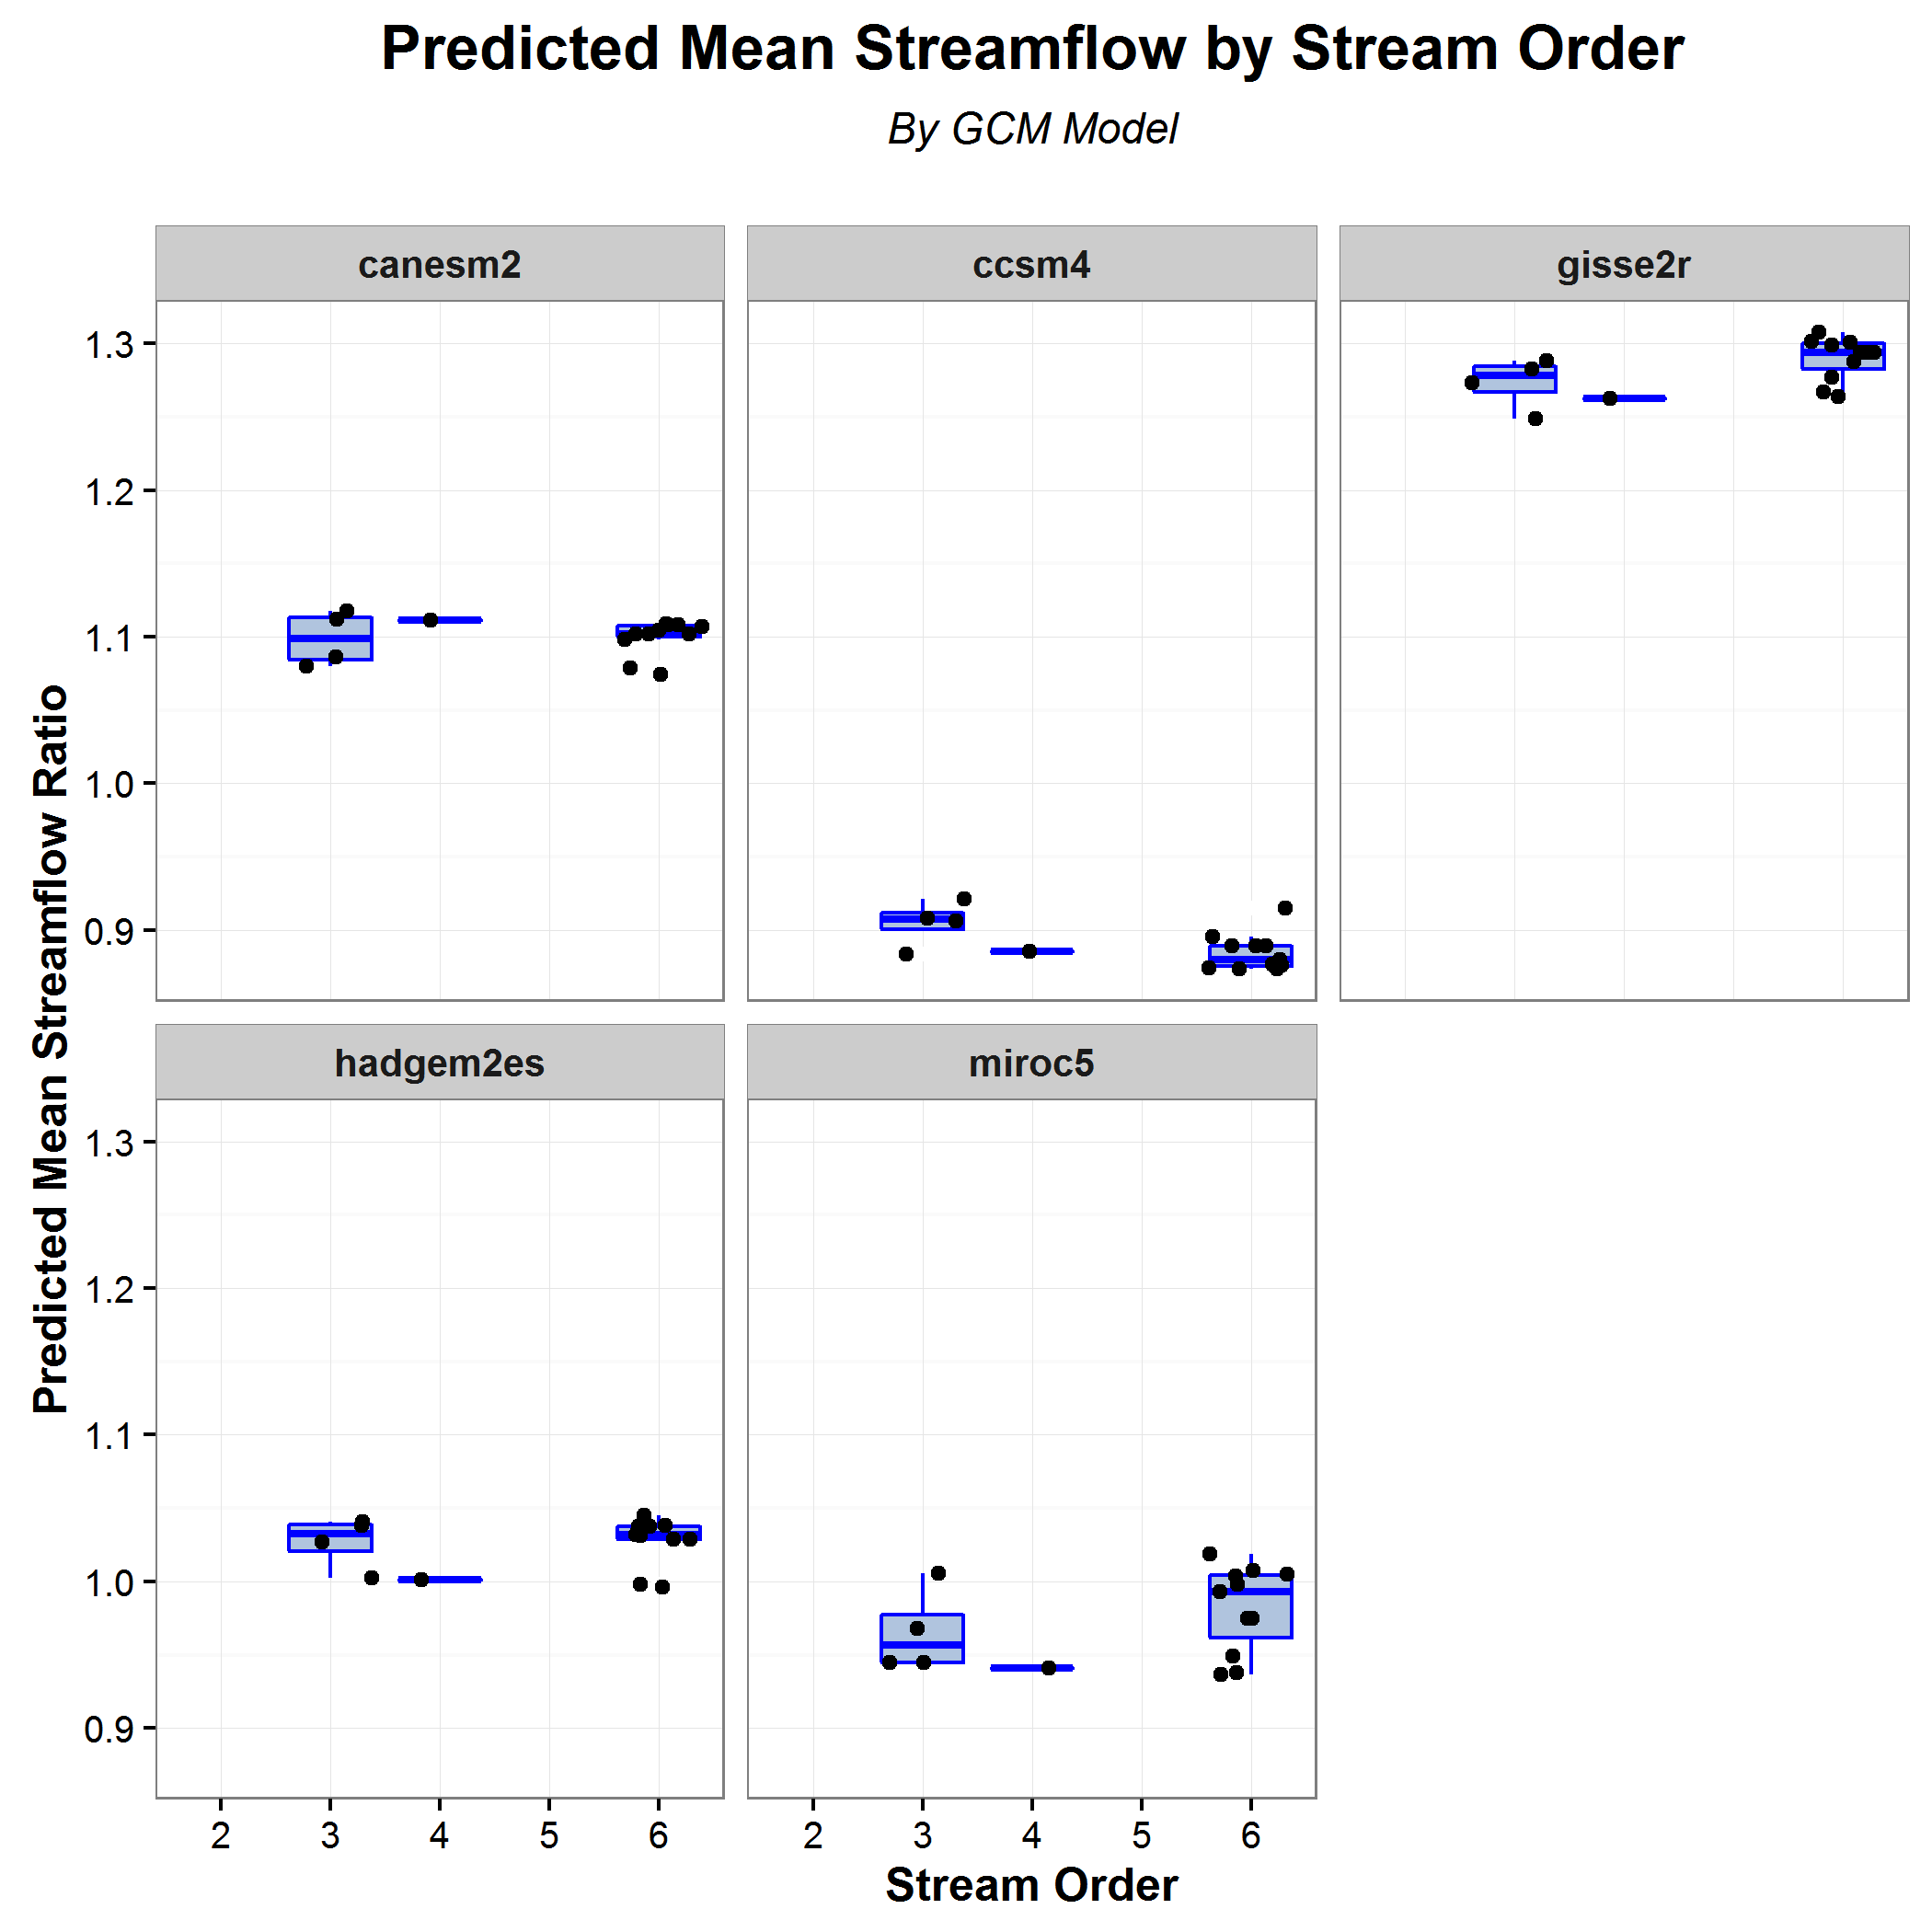 Predicted Mean Streamflow by Stream Order
By GCM Model
canesm2
ccsm4
gisse2r
1.3
1.2
1.1
1.0
0.9
Predicted Mean Streamflow Ratio
hadgem2es
miroc5
1.3
1.2
1.1
1.0
0.9
2 3 4 5 6
2 3 4 5 6
Stream Order